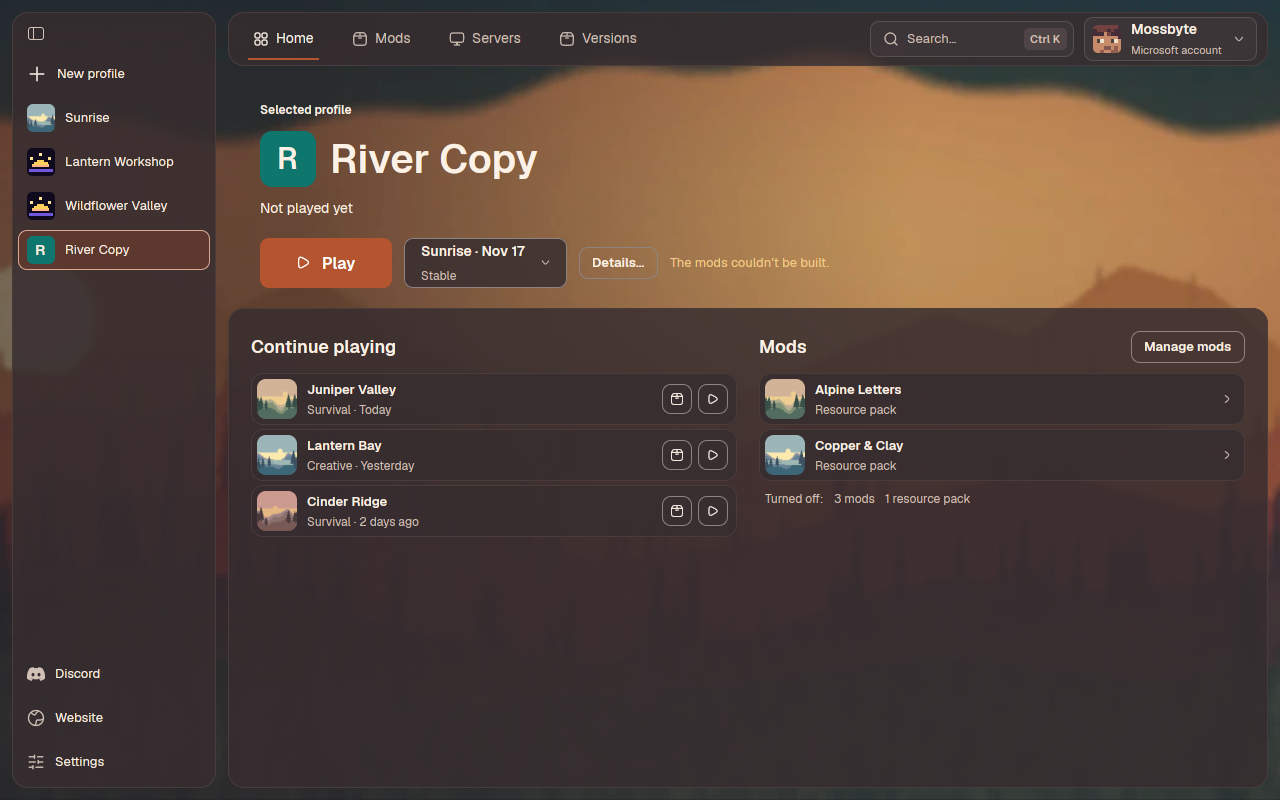 New profile
Sunrise
Lantern Workshop
Wildflower Valley
R River Copy
Discord
Website
Settings
Home Mods Servers Versions
Search... Ctrl K
Mossbyte
Microsoft account
Selected profile
R River Copy
Not played yet
Play
Sunrise · Nov 17
Stable
Details...
The mods couldn't be built.
Continue playing
Juniper Valley
Survival · Today
Lantern Bay
Creative · Yesterday
Cinder Ridge
Survival · 2 days ago
Mods
Manage mods
Alpine Letters
Resource pack
Copper & Clay
Resource pack
Turned off: 3 mods 1 resource pack